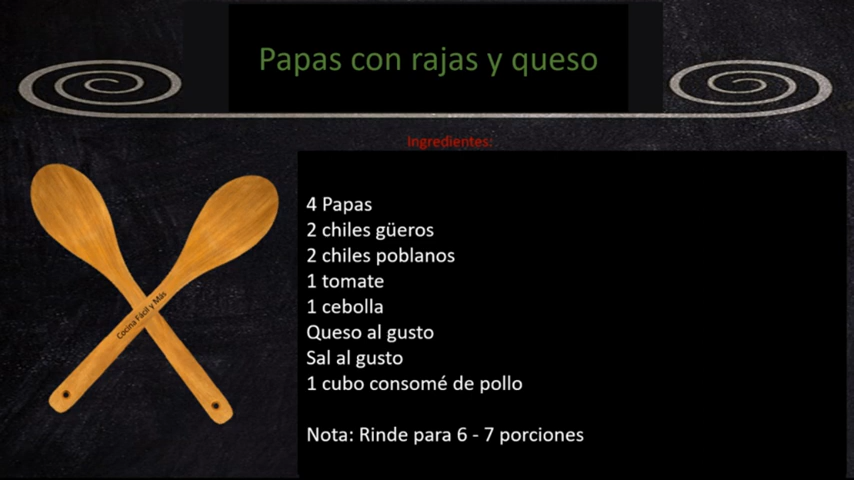 Papas con rajas y queso
Ingredientes:
4 Papas
2 chiles güeros
2 chiles poblanos
1 tomate
1 cebolla
Queso al gusto
Sal al gusto
1 cubo consomé de pollo
Nota: Rinde para 6 - 7 porciones
Cocina Fácil y Más